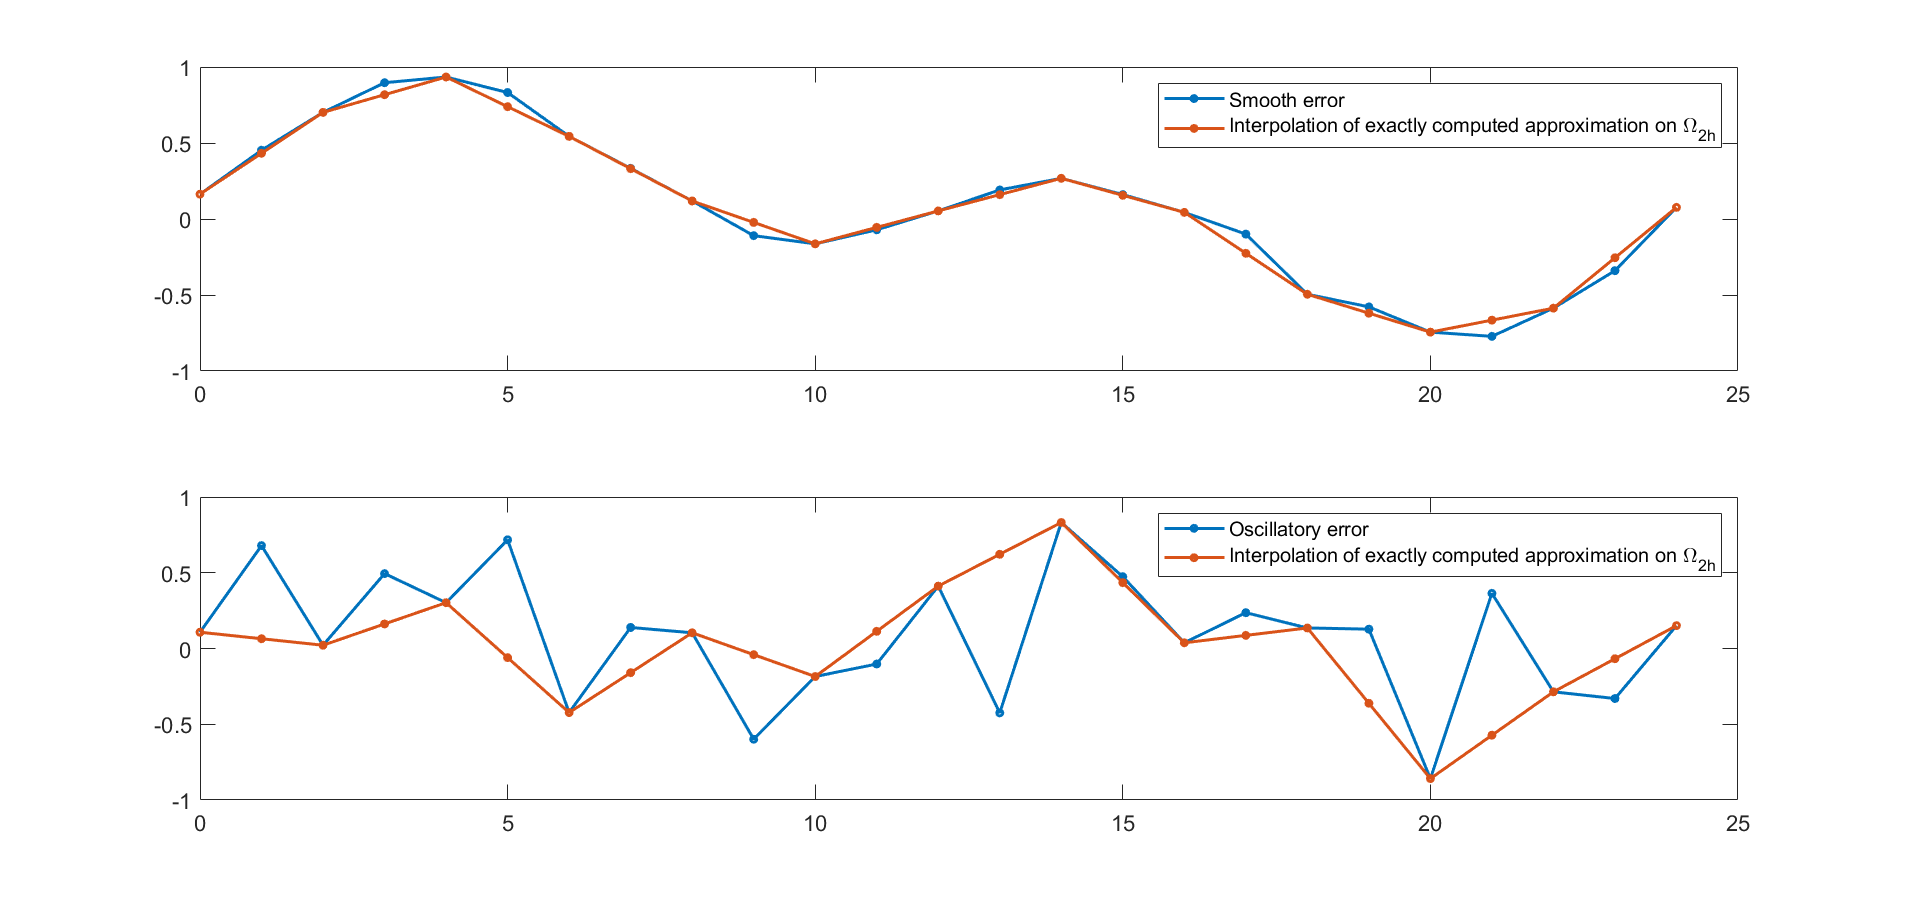 1
0.5
0
-0.5
-1
0 5 10 15 20 25
Smooth error
Interpolation of exactly computed approximation on Ω2h
1
0.5
0
-0.5
-1
0 5 10 15 20 25
Oscillatory error
Interpolation of exactly computed approximation on Ω2h